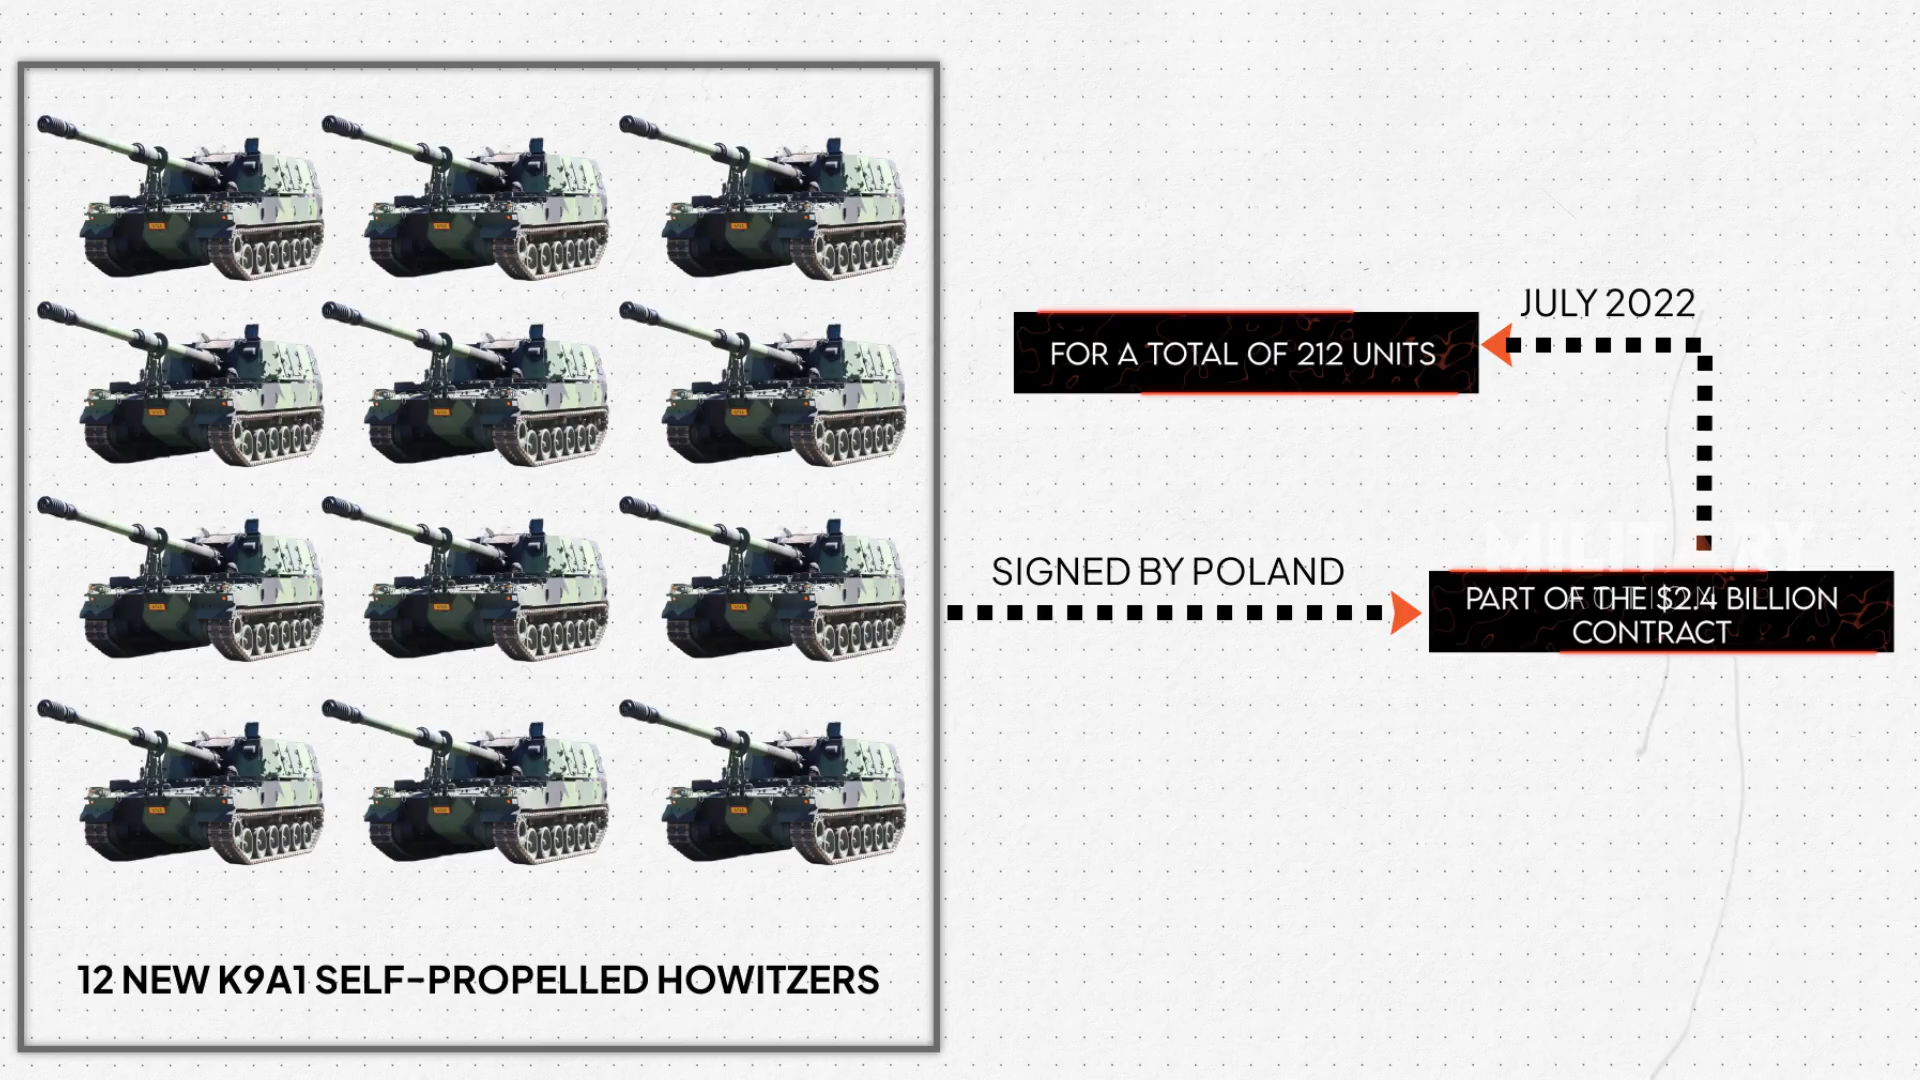 JULY 2022
FOR A TOTAL OF 212 UNITS
SIGNED BY POLAND
PART OF THE $2.4 BILLION
CONTRACT
12 NEW K9A1 SELF-PROPELLED HOWITZERS